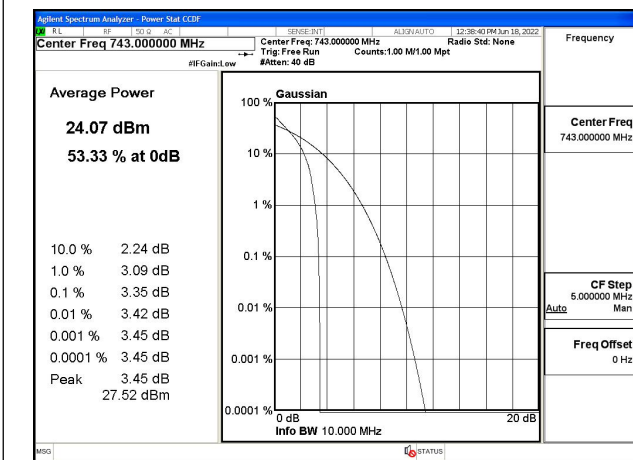 Agilent Spectrum Analyzer - Power Stat CCDF
LXI RL RF 50 Ω AC SENSE:INT ALIGN AUTO 12:38:40 PM Jun 18, 2022
Center Freq 743.000000 MHz
Center Freq: 743.000000 MHz Radio Std: None
Trig: Free Run Counts:1.00 M/1.00 Mpt
#IFGain:Low #Atten: 40 dB
Average Power
24.07 dBm
53.33 % at 0dB
10.0 % 2.24 dB
1.0 % 3.09 dB
0.1 % 3.35 dB
0.01 % 3.42 dB
0.001 % 3.45 dB
0.0001 % 3.45 dB
Peak 3.45 dB
27.52 dBm
Gaussian
100 %
10 %
1 %
0.1 %
0.01 %
0.001 %
0.0001 %
0 dB 20 dB
Info BW 10.000 MHz
Frequency
Center Freq
743.000000 MHz
CF Step
5.000000 MHz
Auto Man
Freq Offset
0 Hz
MSG STATUS